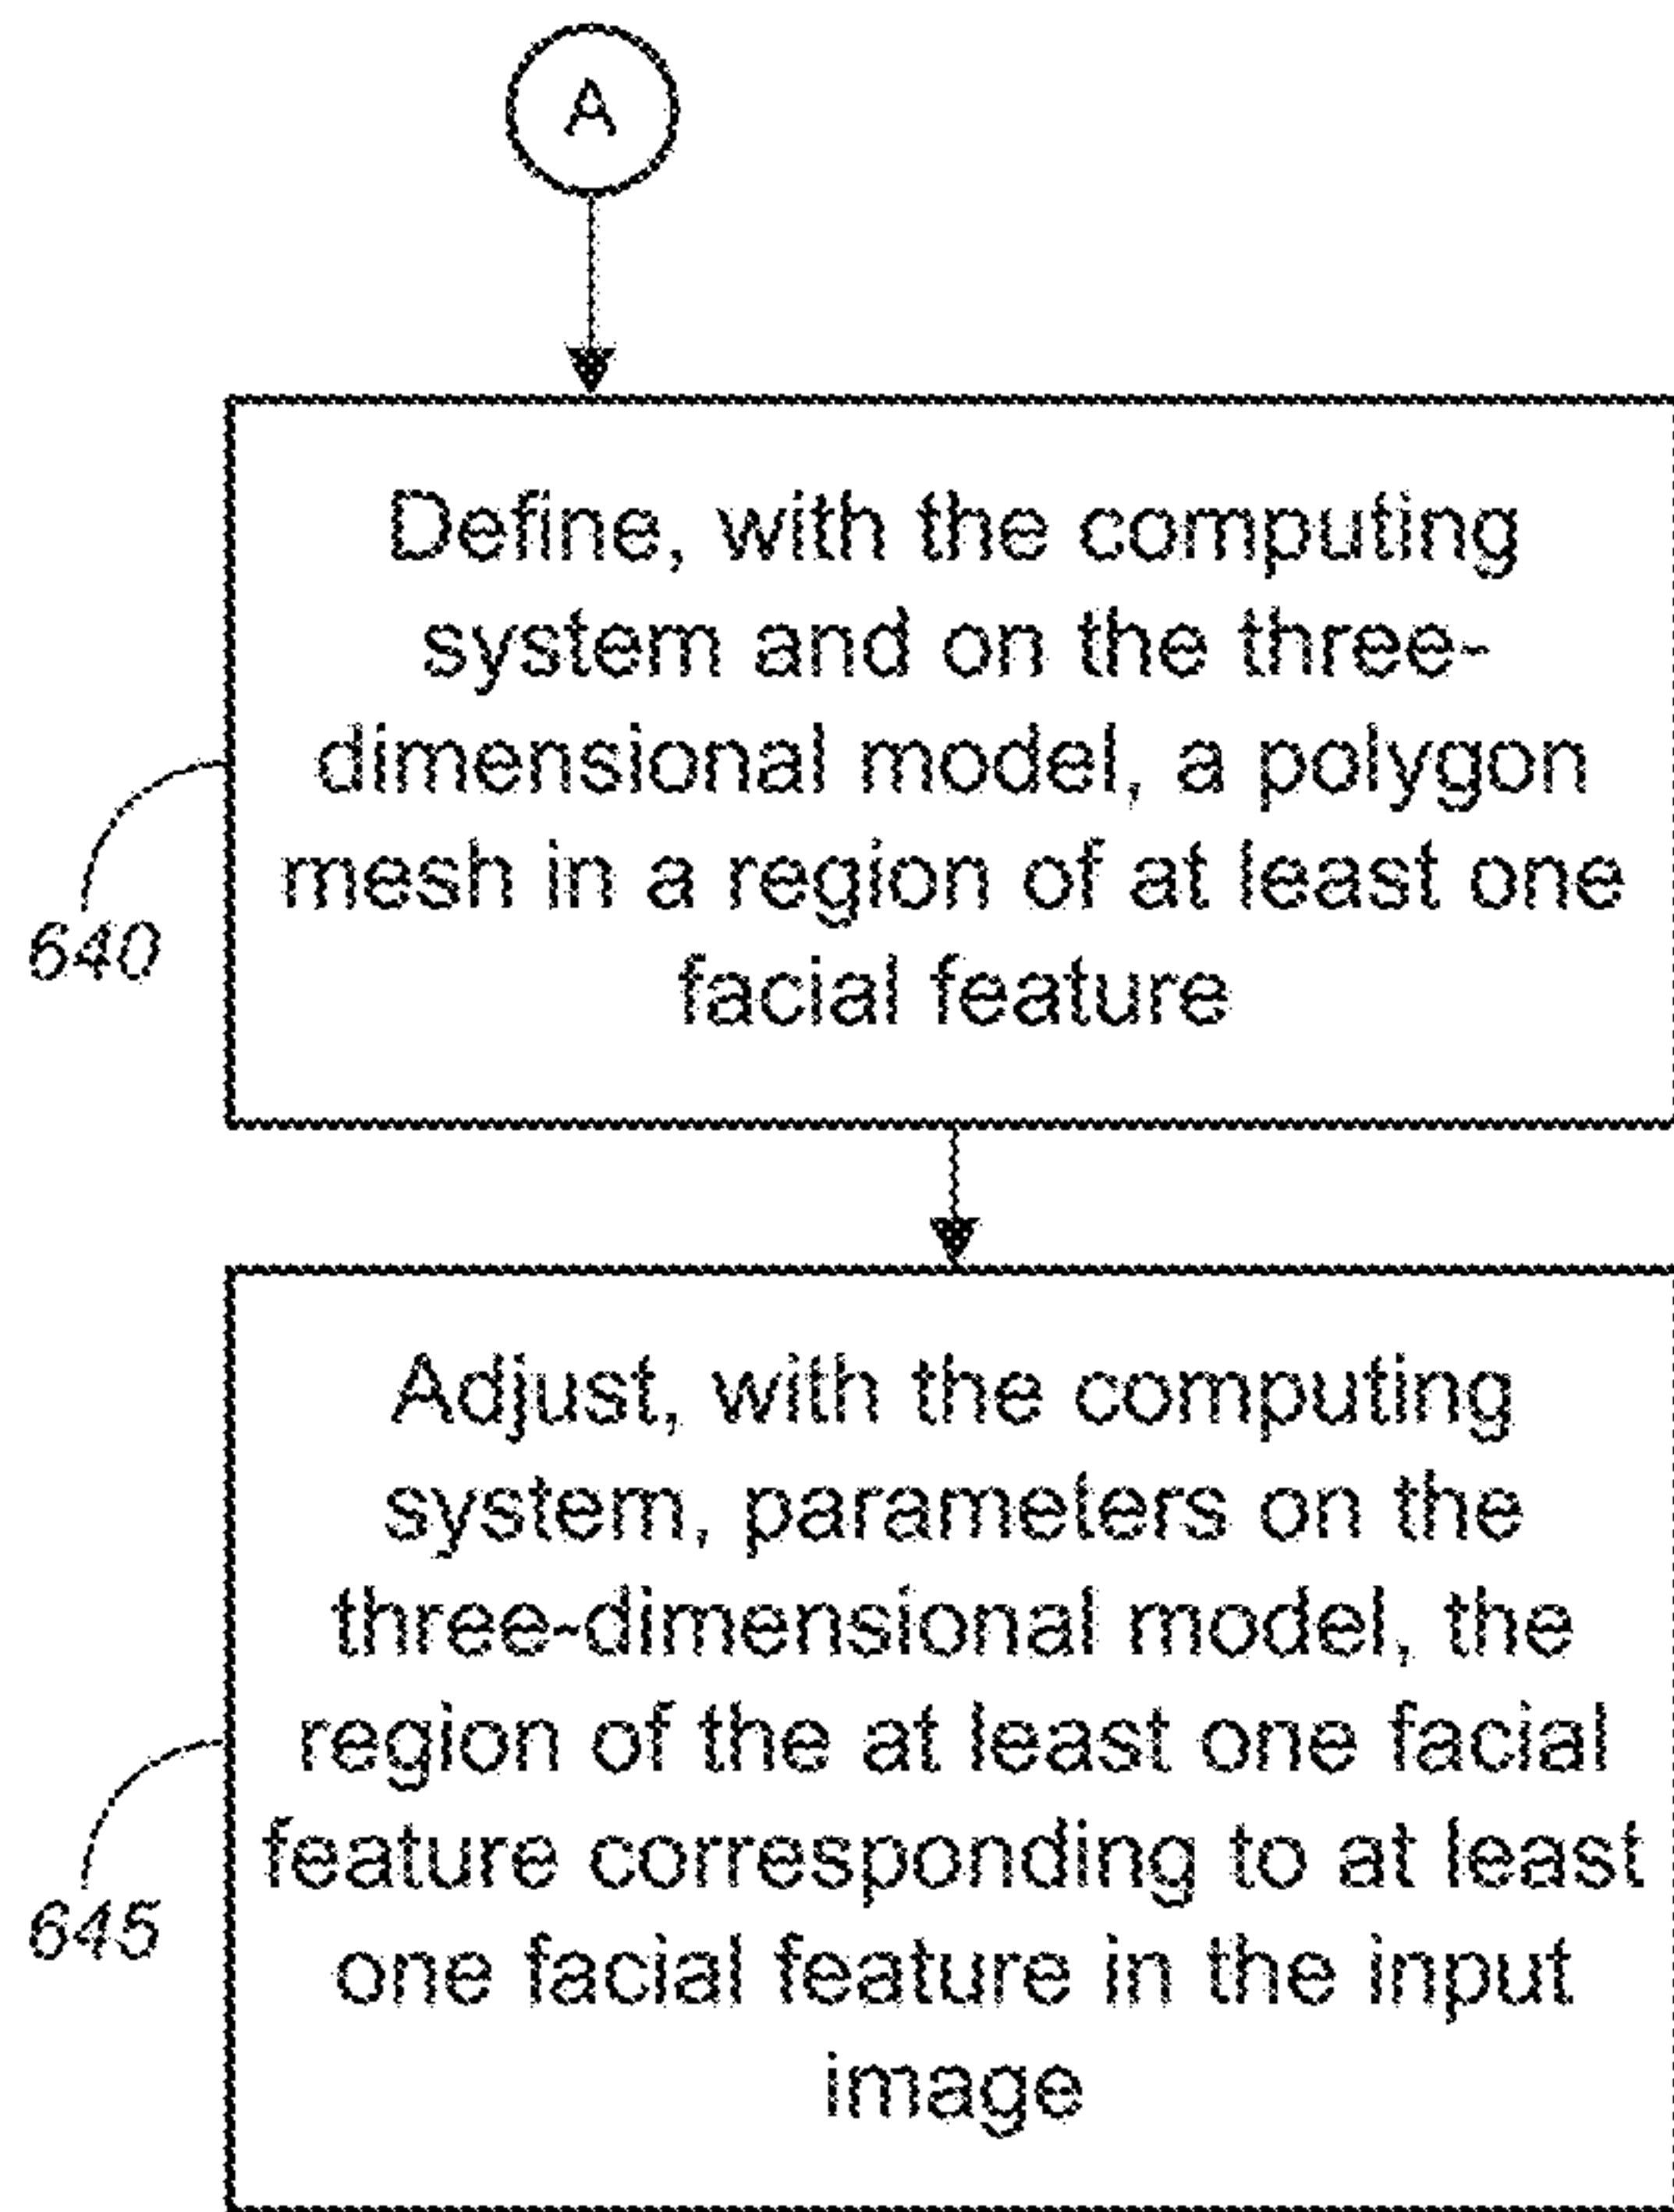 A
Define, with the computing
system and on the three-
dimensional model, a polygon
mesh in a region of at least one
facial feature
640
Adjust, with the computing
system, parameters on the
three-dimensional model, the
region of the at least one facial
feature corresponding to at least
one facial feature in the input
image
645